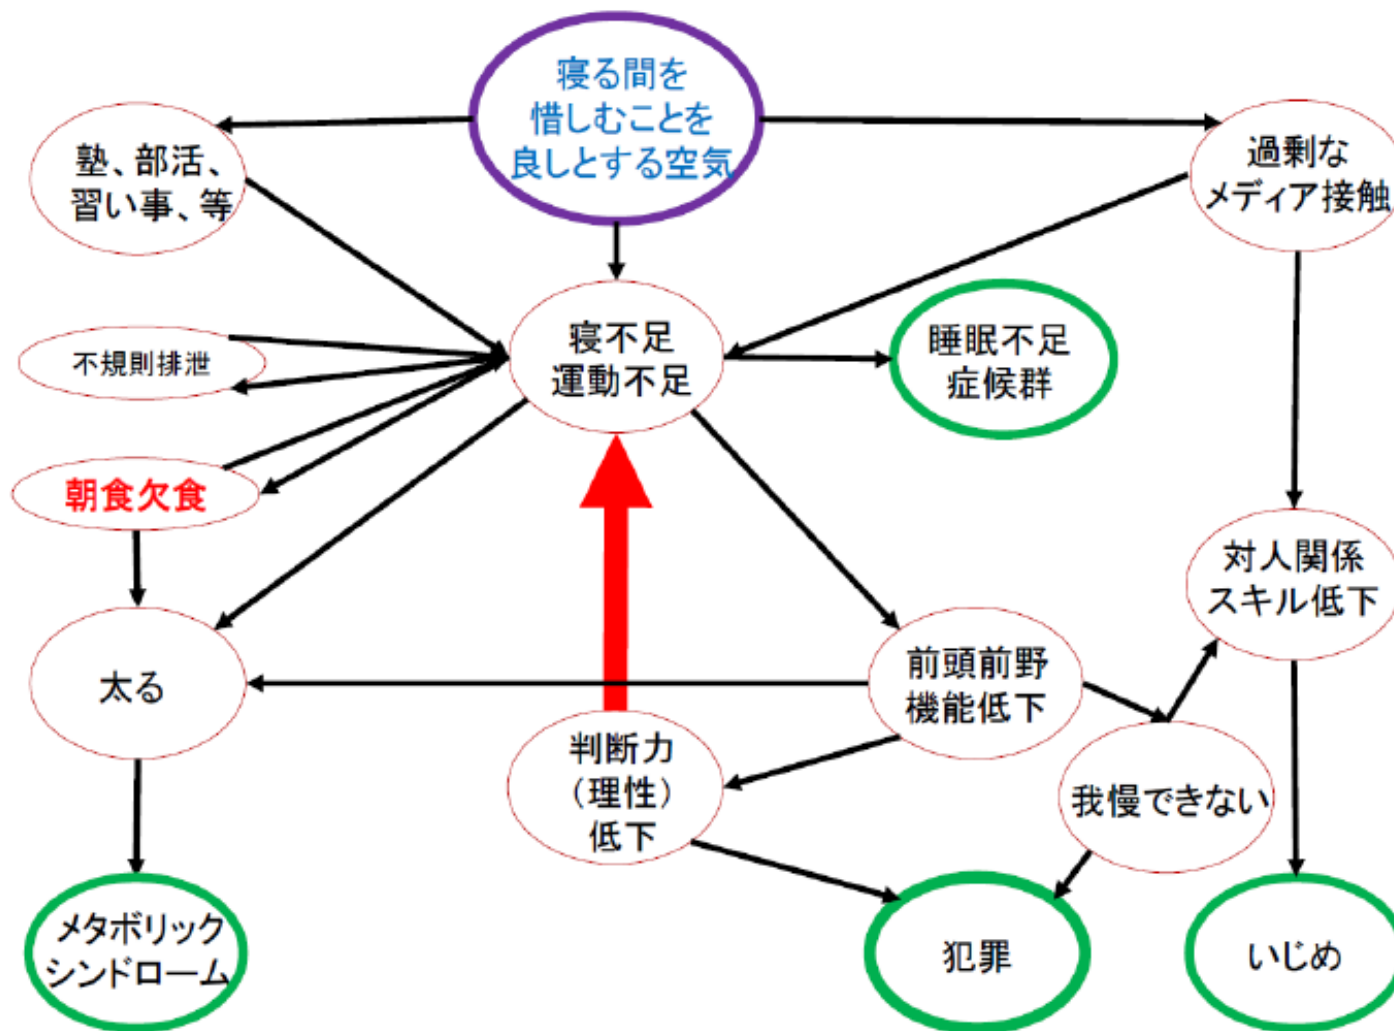 寝る間を
惜しむことを
良しとする空気
塾、部活、
習い事、等
過剰な
メディア接触
寝不足
運動不足
睡眠不足
症候群
不規則排泄
朝食欠食
対人関係
スキル低下
太る
前頭前野
機能低下
判断力
（理性）
低下
我慢できない
メタボリック
シンドローム
犯罪
いじめ